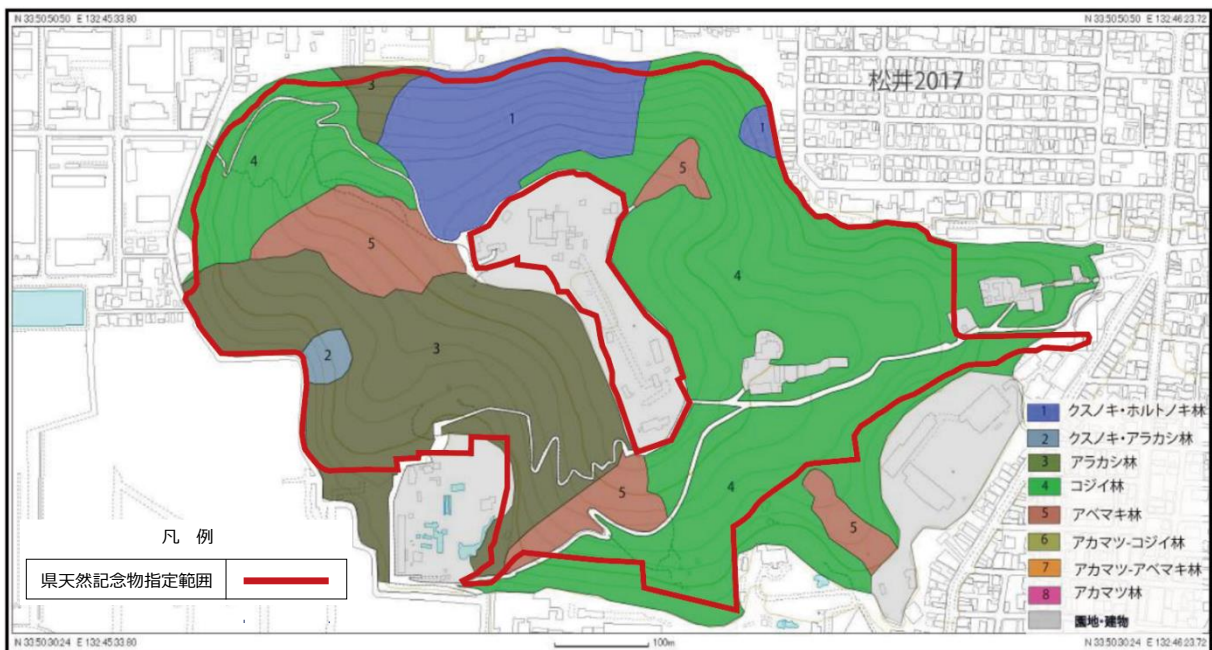 N 33.50.50.50 E 132.45.33.80
N 33.50.50.50 E 132.46.23.72
松井2017
3
1
1
4
5
5
4
2
3
5
4
5
1 クスノキ・ホルトノキ林
2 クスノキ・アラカシ林
3 アラカシ林
4 コジイ林
5 アベマキ林
6 アカマツ-コジイ林
7 アカマツ-アベマキ林
8 アカマツ林
園地・建物
凡 例
県天然記念物指定範囲
N 33.50.30.24 E 132.45.33.80
100m
N 33.50.30.24 E 132.46.23.72